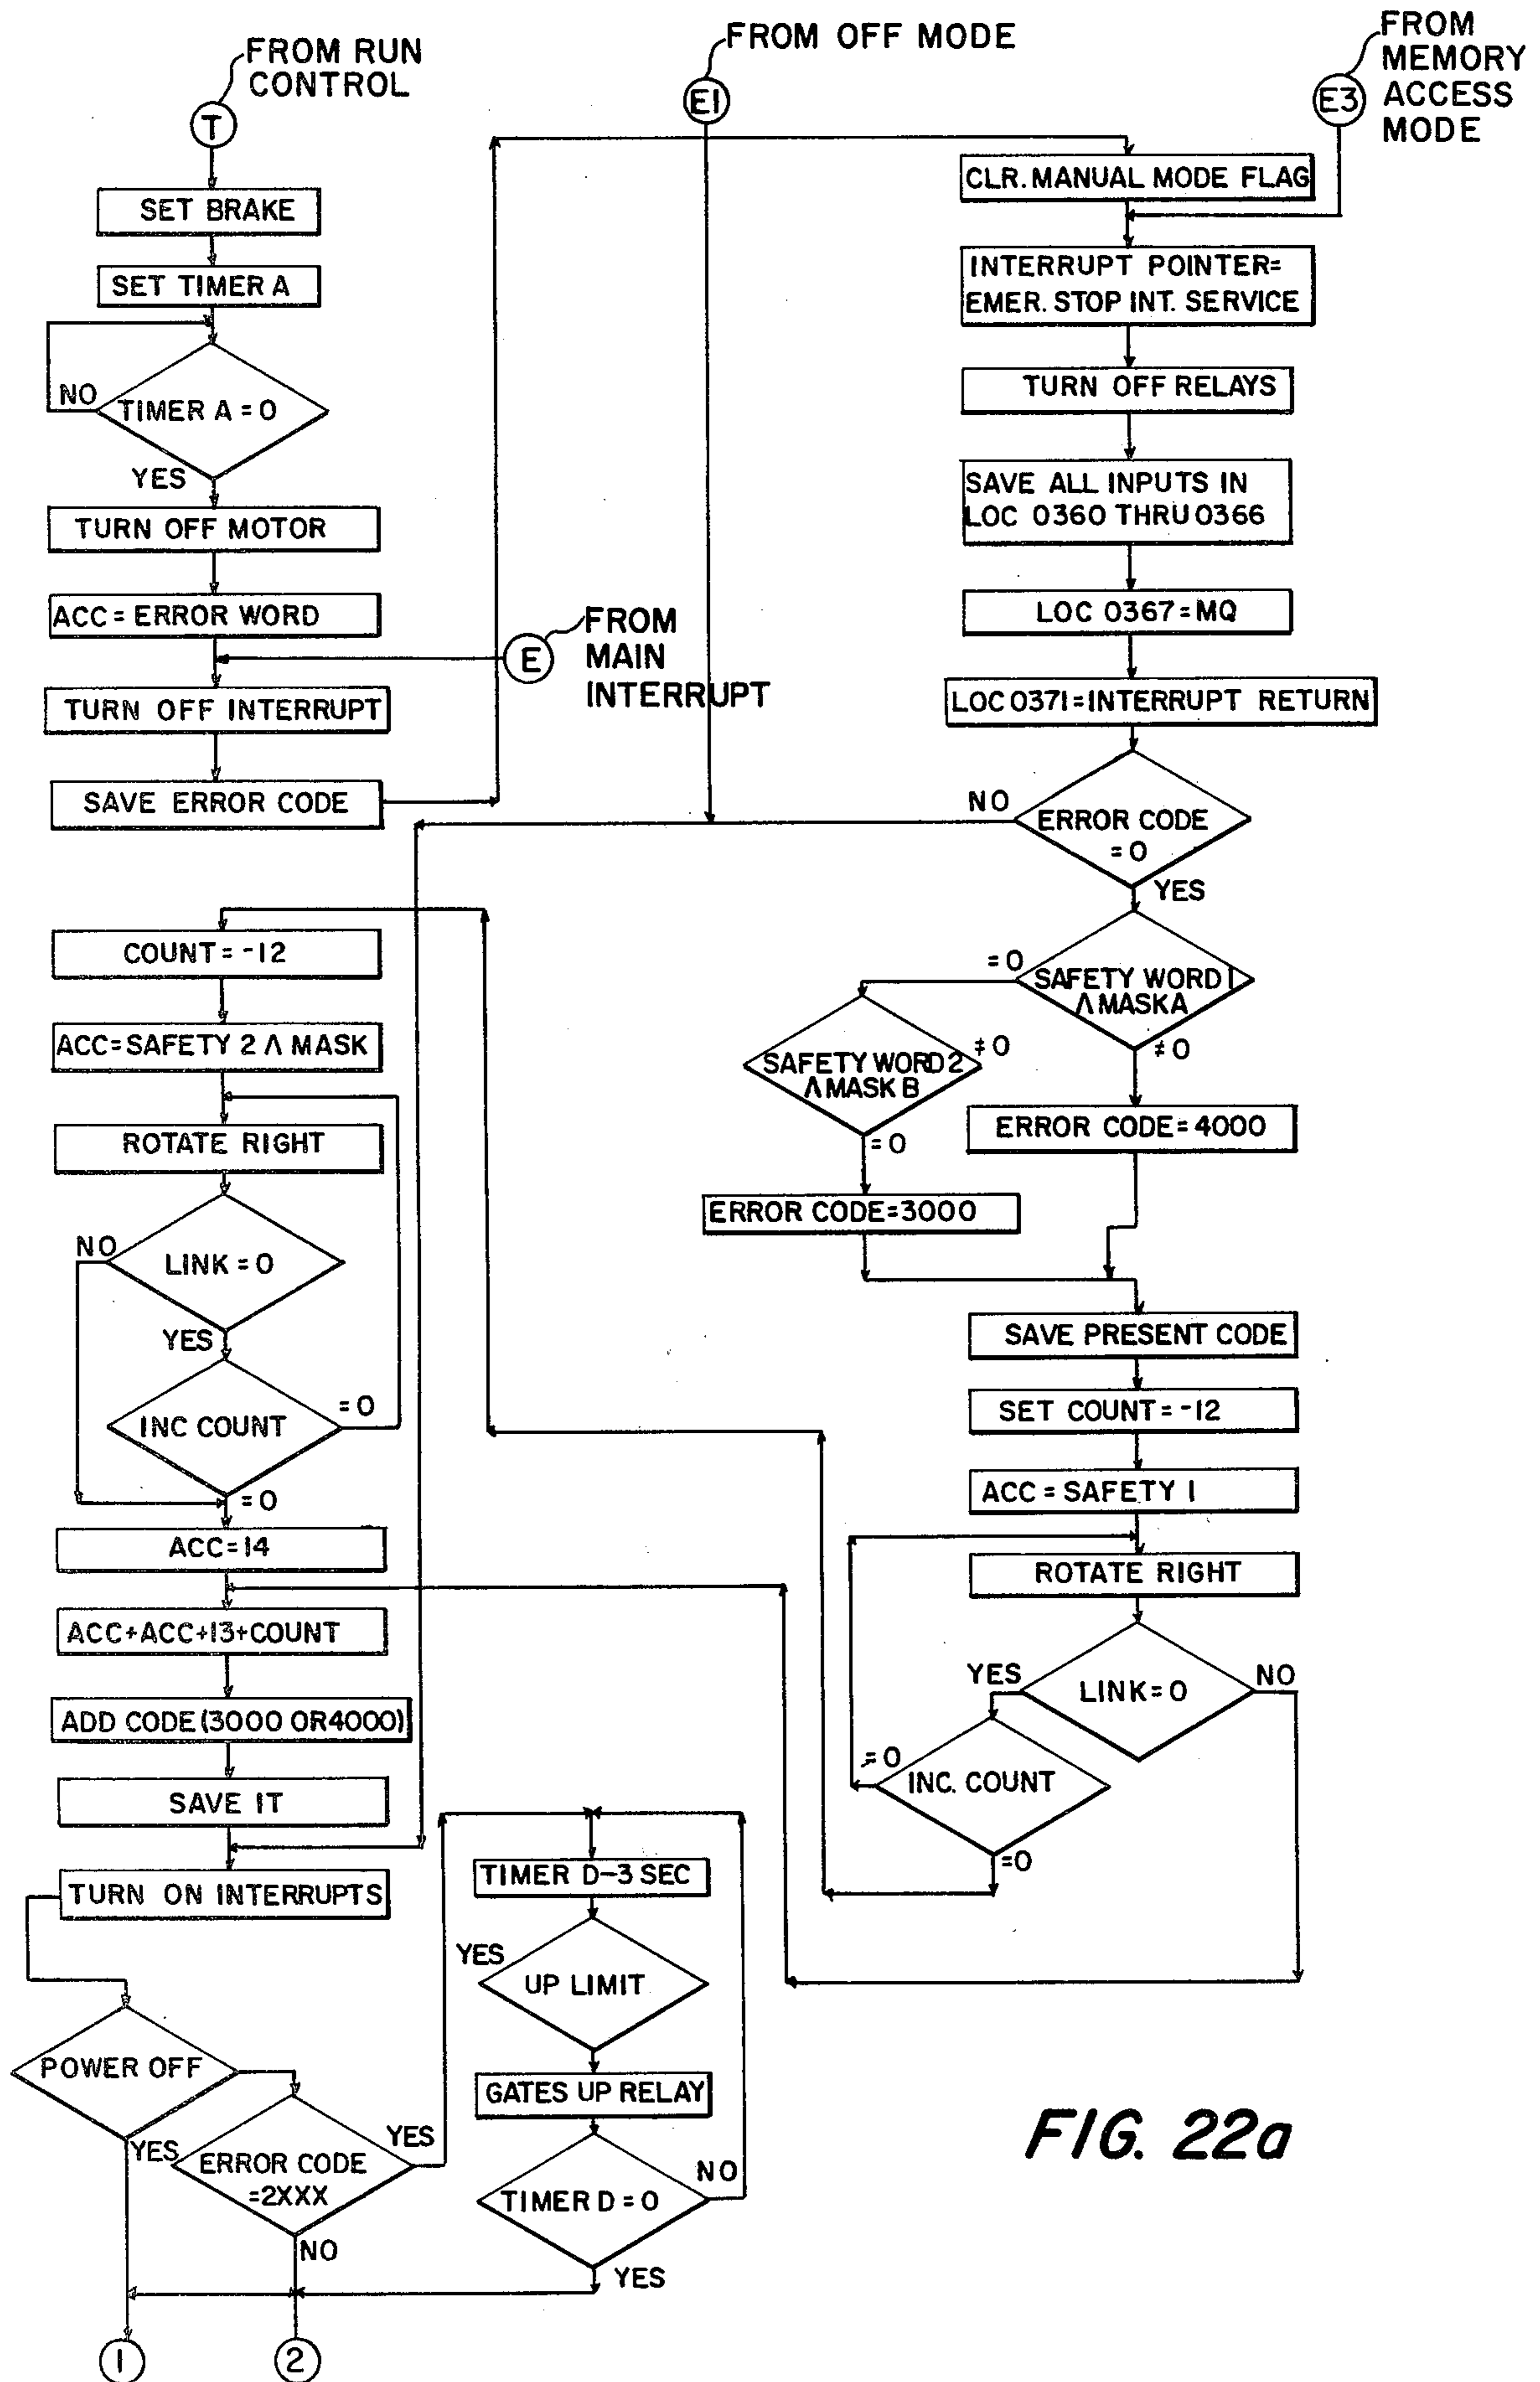 FROM RUN
CONTROL
T
SET BRAKE
SET TIMER A
NO
TIMER A = 0
YES
TURN OFF MOTOR
ACC = ERROR WORD
E
FROM
MAIN
INTERRUPT
TURN OFF INTERRUPT
SAVE ERROR CODE
FROM OFF MODE
E1
FROM
MEMORY
ACCESS
MODE
E3
CLR. MANUAL MODE FLAG
INTERRUPT POINTER=
EMER. STOP INT. SERVICE
TURN OFF RELAYS
SAVE ALL INPUTS IN
LOC 0360 THRU 0366
LOC 0367=MQ
LOC 0371=INTERRUPT RETURN
NO
ERROR CODE
= 0
YES
= 0
SAFETY WORD 1
Λ MASKA
≠ 0
SAFETY WORD 2
Λ MASK B
≠ 0
= 0
ERROR CODE=4000
ERROR CODE=3000
SAVE PRESENT CODE
SET COUNT=-12
ACC = SAFETY 1
ROTATE RIGHT
YES
LINK=0
NO
= 0
INC. COUNT
=0
COUNT= -12
ACC=SAFETY 2 Λ MASK
ROTATE RIGHT
NO
LINK = 0
YES
INC COUNT
= 0
= 0
ACC=14
ACC+ACC+13+COUNT
ADD CODE (3000 OR4000)
SAVE IT
TURN ON INTERRUPTS
POWER OFF
YES
ERROR CODE
=2XXX
YES
NO
TIMER D-3 SEC
YES
UP LIMIT
GATES UP RELAY
TIMER D = 0
NO
YES
1
2
FIG. 22a